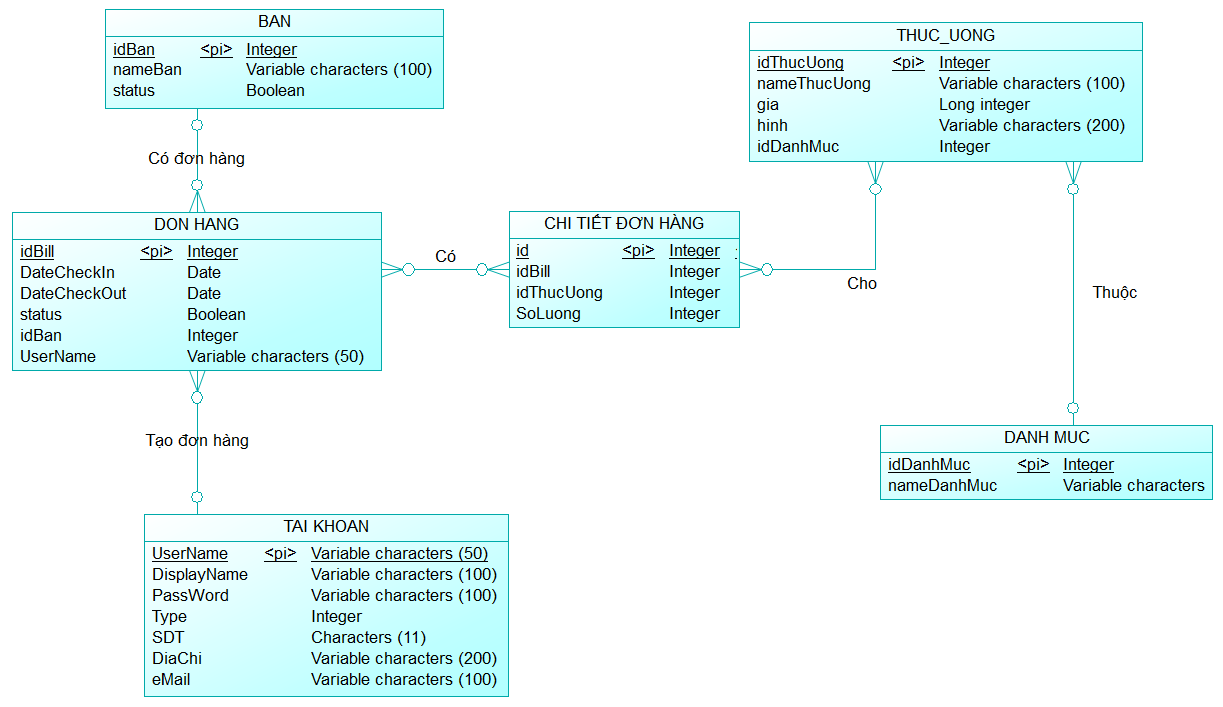 BAN
idBan <pi> Integer
nameBan Variable characters (100)
status Boolean
Có đơn hàng
DON HANG
idBill <pi> Integer
DateCheckIn Date
DateCheckOut Date
status Boolean
idBan Integer
UserName Variable characters (50)
Tạo đơn hàng
TAI KHOAN
UserName <pi> Variable characters (50)
DisplayName Variable characters (100)
PassWord Variable characters (100)
Type Integer
SDT Characters (11)
DiaChi Variable characters (200)
eMail Variable characters (100)
Có
CHI TIẾT ĐƠN HÀNG
id <pi> Integer
idBill Integer
idThucUong Integer
SoLuong Integer
Cho
THUC_UONG
idThucUong <pi> Integer
nameThucUong Variable characters (100)
gia Long integer
hinh Variable characters (200)
idDanhMuc Integer
Thuộc
DANH MUC
idDanhMuc <pi> Integer
nameDanhMuc Variable characters